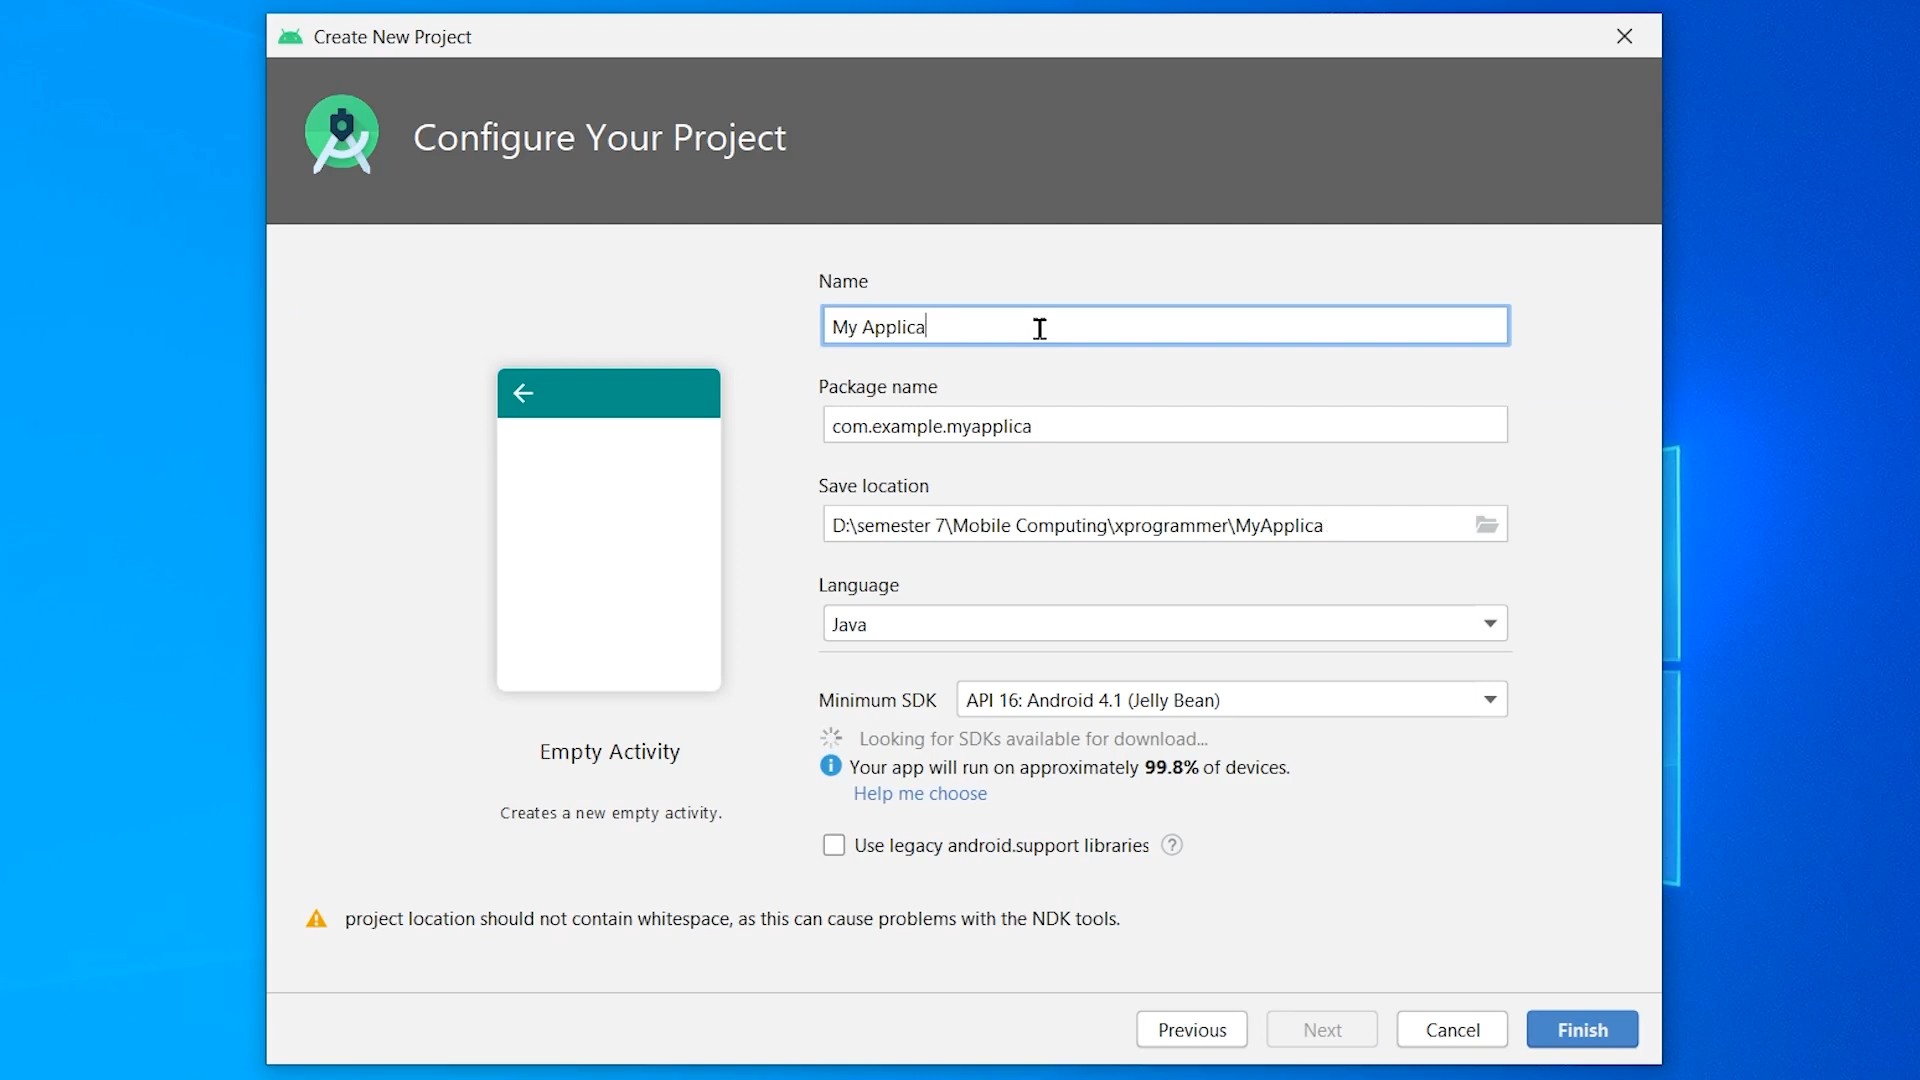 Create New Project
Configure Your Project
Name
My Applica
Package name
com.example.myapplica
Save location
D:\semester 7\Mobile Computing\xprogrammer\MyApplica
Language
Java
Minimum SDK API 16: Android 4.1 (Jelly Bean)
Looking for SDKs available for download...
Your app will run on approximately 99.8% of devices.
Help me choose
Use legacy android.support libraries ?
Empty Activity
Creates a new empty activity.
project location should not contain whitespace, as this can cause problems with the NDK tools.
Previous Next Cancel Finish